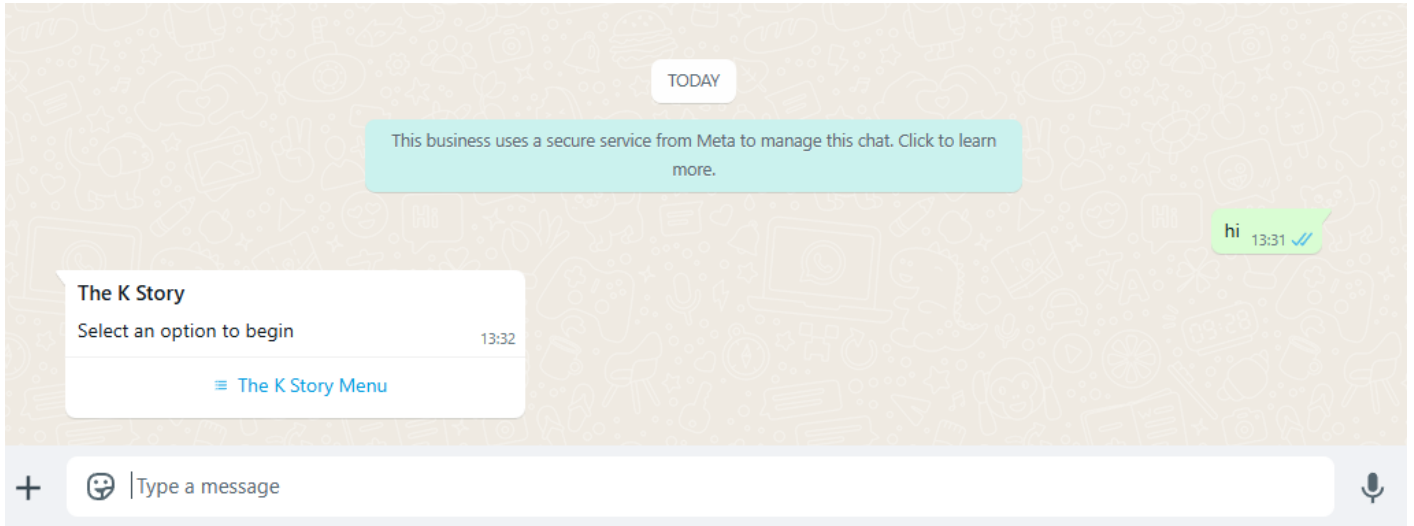 TODAY
This business uses a secure service from Meta to manage this chat. Click to learn
more.
hi 13:31
The K Story
Select an option to begin
13:32
The K Story Menu
Type a message